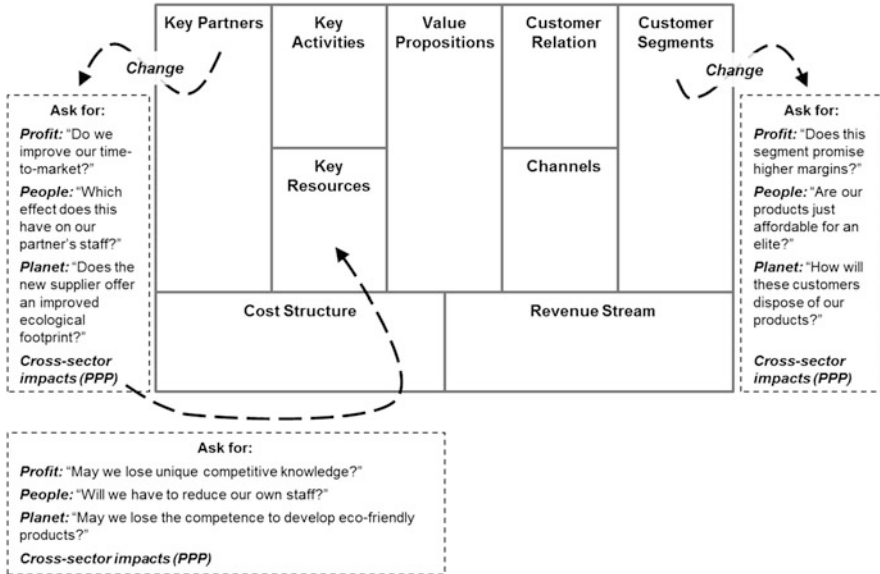 Key Partners
Key
Activities
Value
Propositions
Customer
Relation
Customer
Segments
Change
Change
Key
Resources
Channels
Cost Structure
Revenue Stream
Ask for:
Profit: “Do we
improve our time-
to-market?”
People: “Which
effect does this
have on our
partner’s staff?”
Planet: “Does the
new supplier offer
an improved
ecological
footprint?”
Cross-sector
impacts (PPP)
Ask for:
Profit: “Does this
segment promise
higher margins?”
People: “Are our
products just
affordable for an
elite?”
Planet: “How will
these customers
dispose of our
products?”
Cross-sector
impacts (PPP)
Ask for:
Profit: “May we lose unique competitive knowledge?”
People: “Will we have to reduce our own staff?”
Planet: “May we lose the competence to develop eco-friendly
products?”
Cross-sector impacts (PPP)